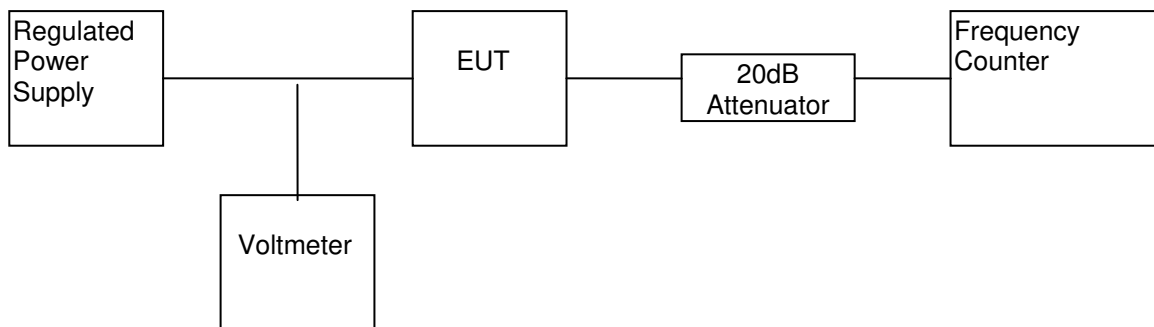 Regulated
Power
Supply
EUT
20dB
Attenuator
Frequency
Counter
Voltmeter